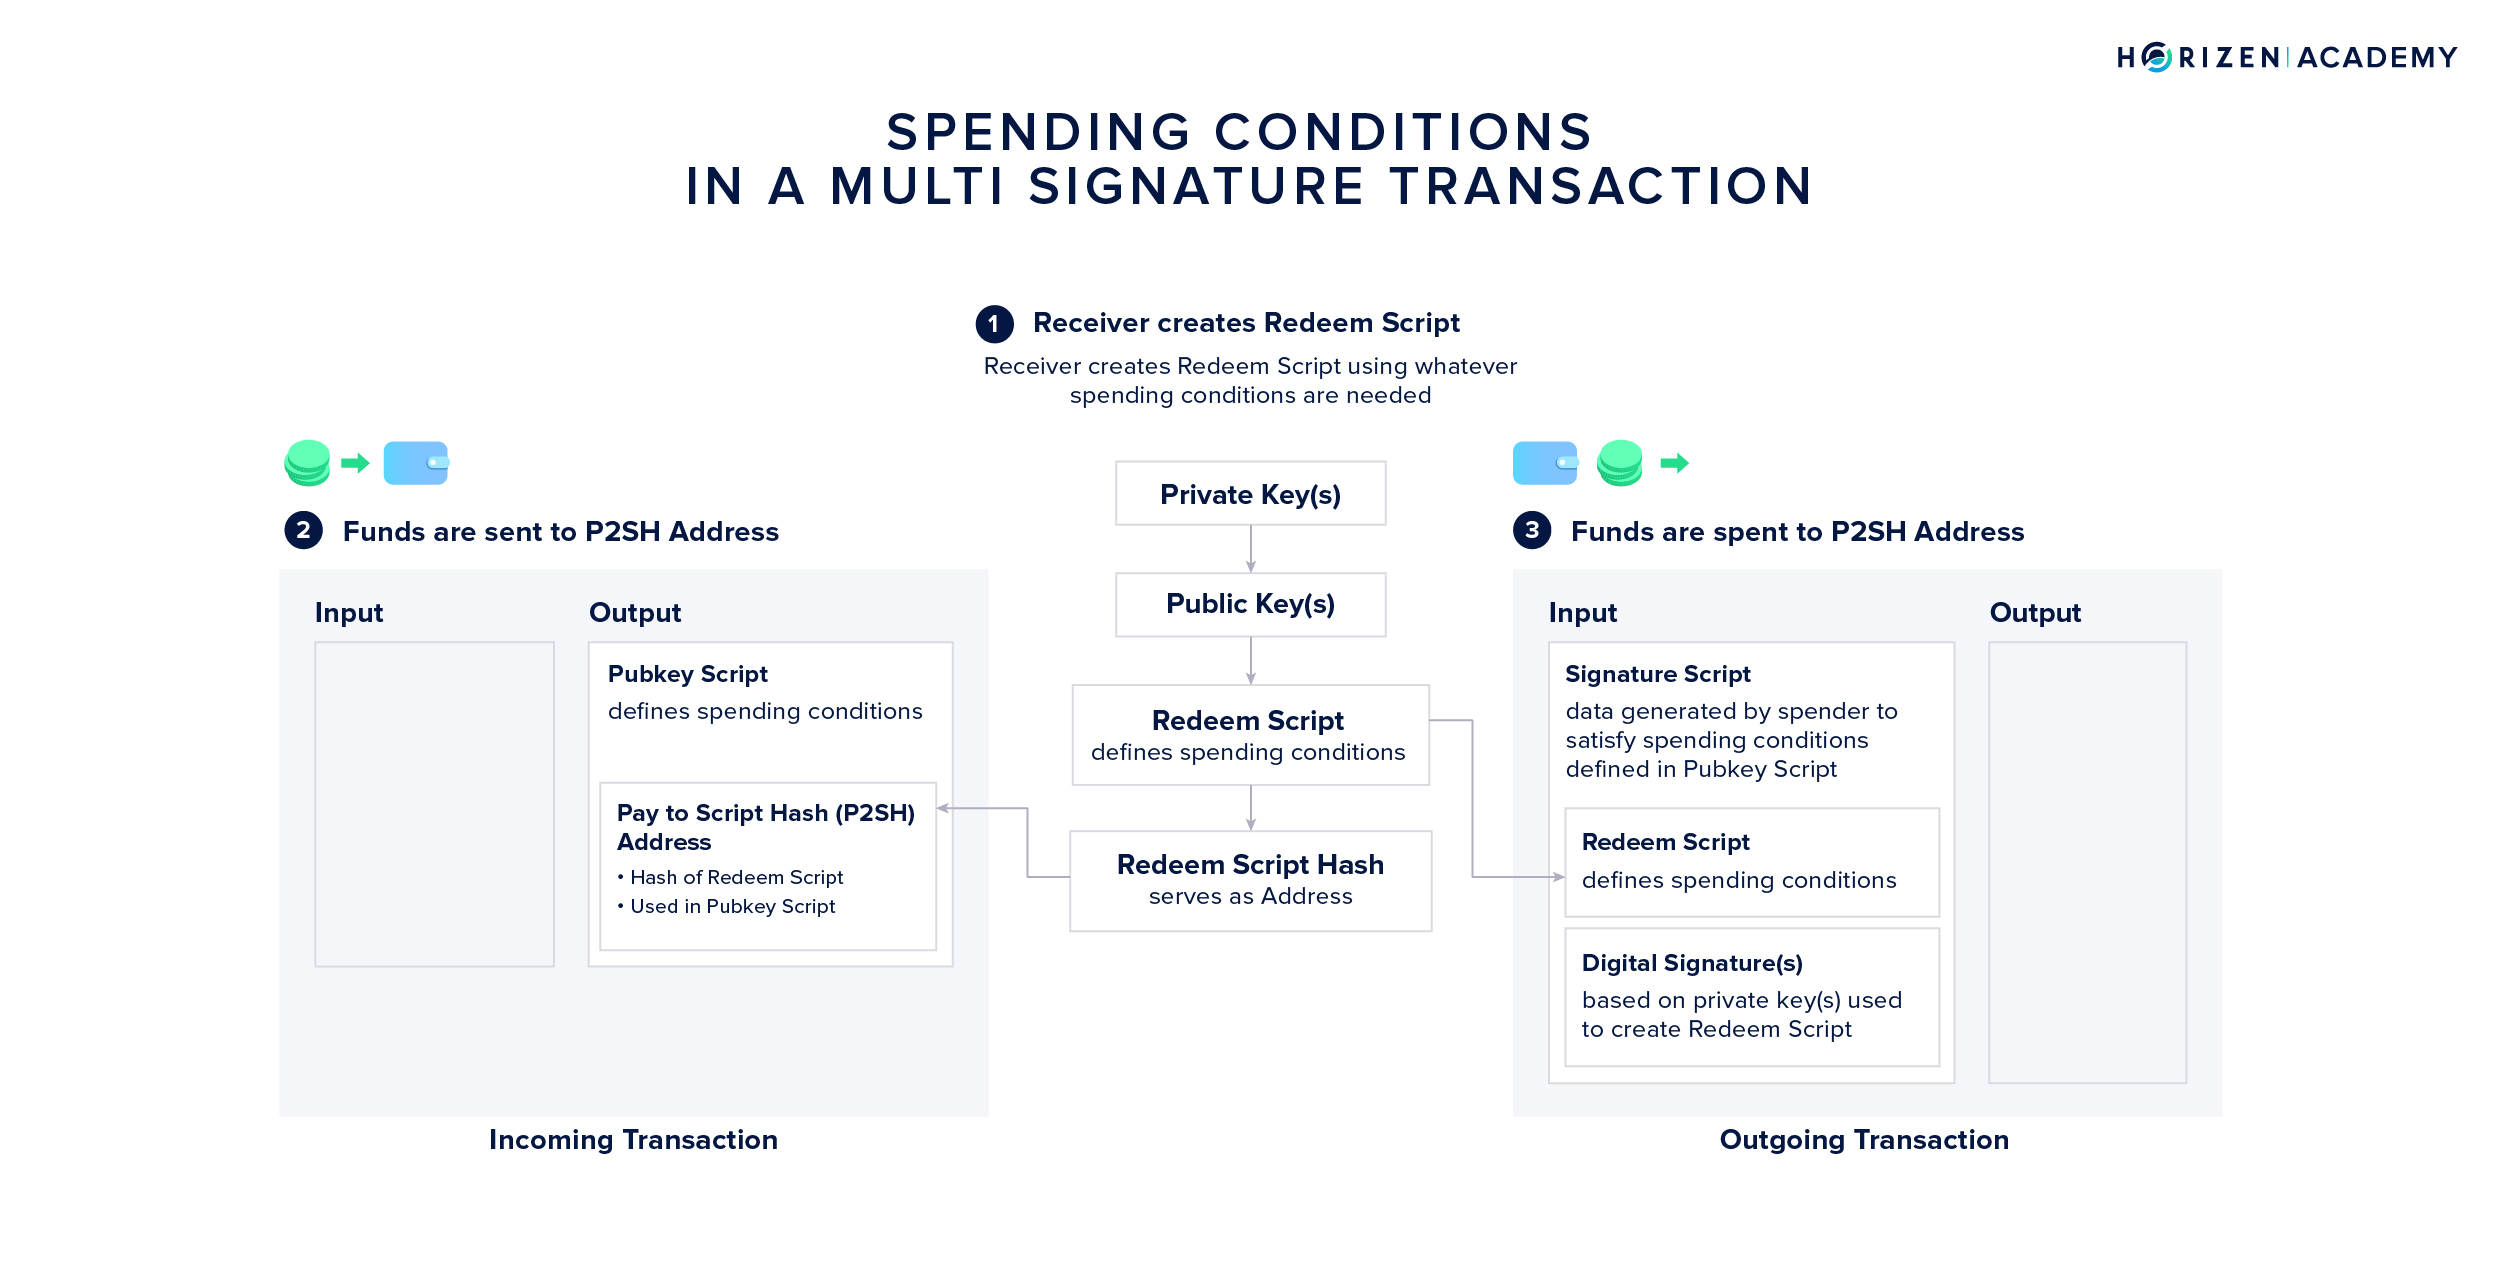 HORIZEN ACADEMY
SPENDING CONDITIONS
IN A MULTI SIGNATURE TRANSACTION
1 Receiver creates Redeem Script
Receiver creates Redeem Script using whatever
spending conditions are needed
Private Key(s)
Public Key(s)
Redeem Script
defines spending conditions
Redeem Script Hash
serves as Address
2 Funds are sent to P2SH Address
Input
Output
Pubkey Script
defines spending conditions
Pay to Script Hash (P2SH)
Address
• Hash of Redeem Script
• Used in Pubkey Script
Incoming Transaction
3 Funds are spent to P2SH Address
Input
Output
Signature Script
data generated by spender to
satisfy spending conditions
defined in Pubkey Script
Redeem Script
defines spending conditions
Digital Signature(s)
based on private key(s) used
to create Redeem Script
Outgoing Transaction